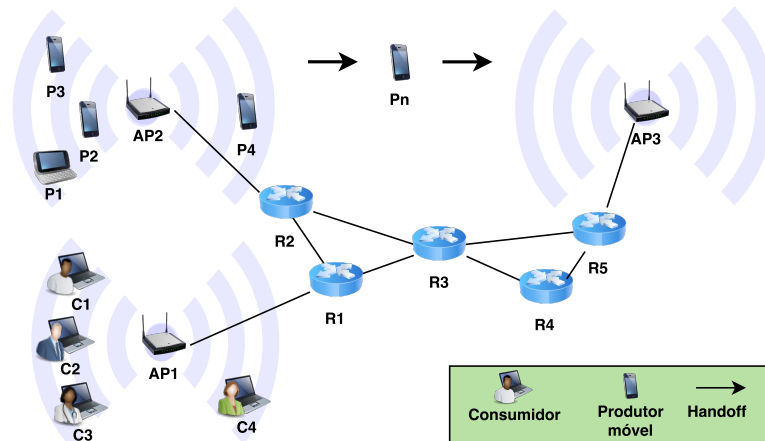 P3
P2
P1
AP2
P4
Pn
AP3
R2
R3
R5
R1
R4
C1
C2
C3
AP1
C4
Consumidor
Produtor
móvel
Handoff